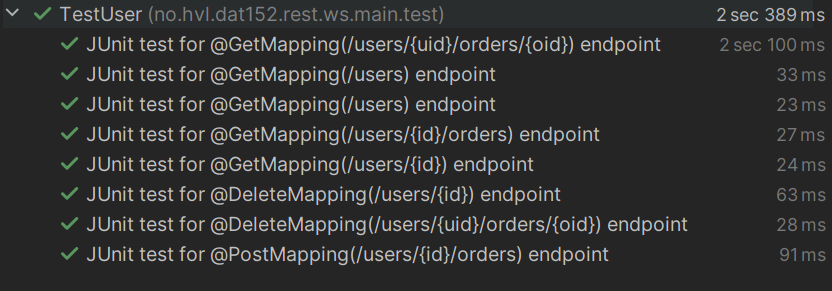 TestUser (no.hvl.dat152.rest.ws.main.test) 2 sec 389 ms
JUnit test for @GetMapping(/users/{uid}/orders/{oid}) endpoint 2 sec 100 ms
JUnit test for @GetMapping(/users) endpoint 33 ms
JUnit test for @GetMapping(/users) endpoint 23 ms
JUnit test for @GetMapping(/users/{id}/orders) endpoint 27 ms
JUnit test for @GetMapping(/users/{id}) endpoint 24 ms
JUnit test for @DeleteMapping(/users/{id}) endpoint 63 ms
JUnit test for @DeleteMapping(/users/{uid}/orders/{oid}) endpoint 28 ms
JUnit test for @PostMapping(/users/{id}/orders) endpoint 91 ms